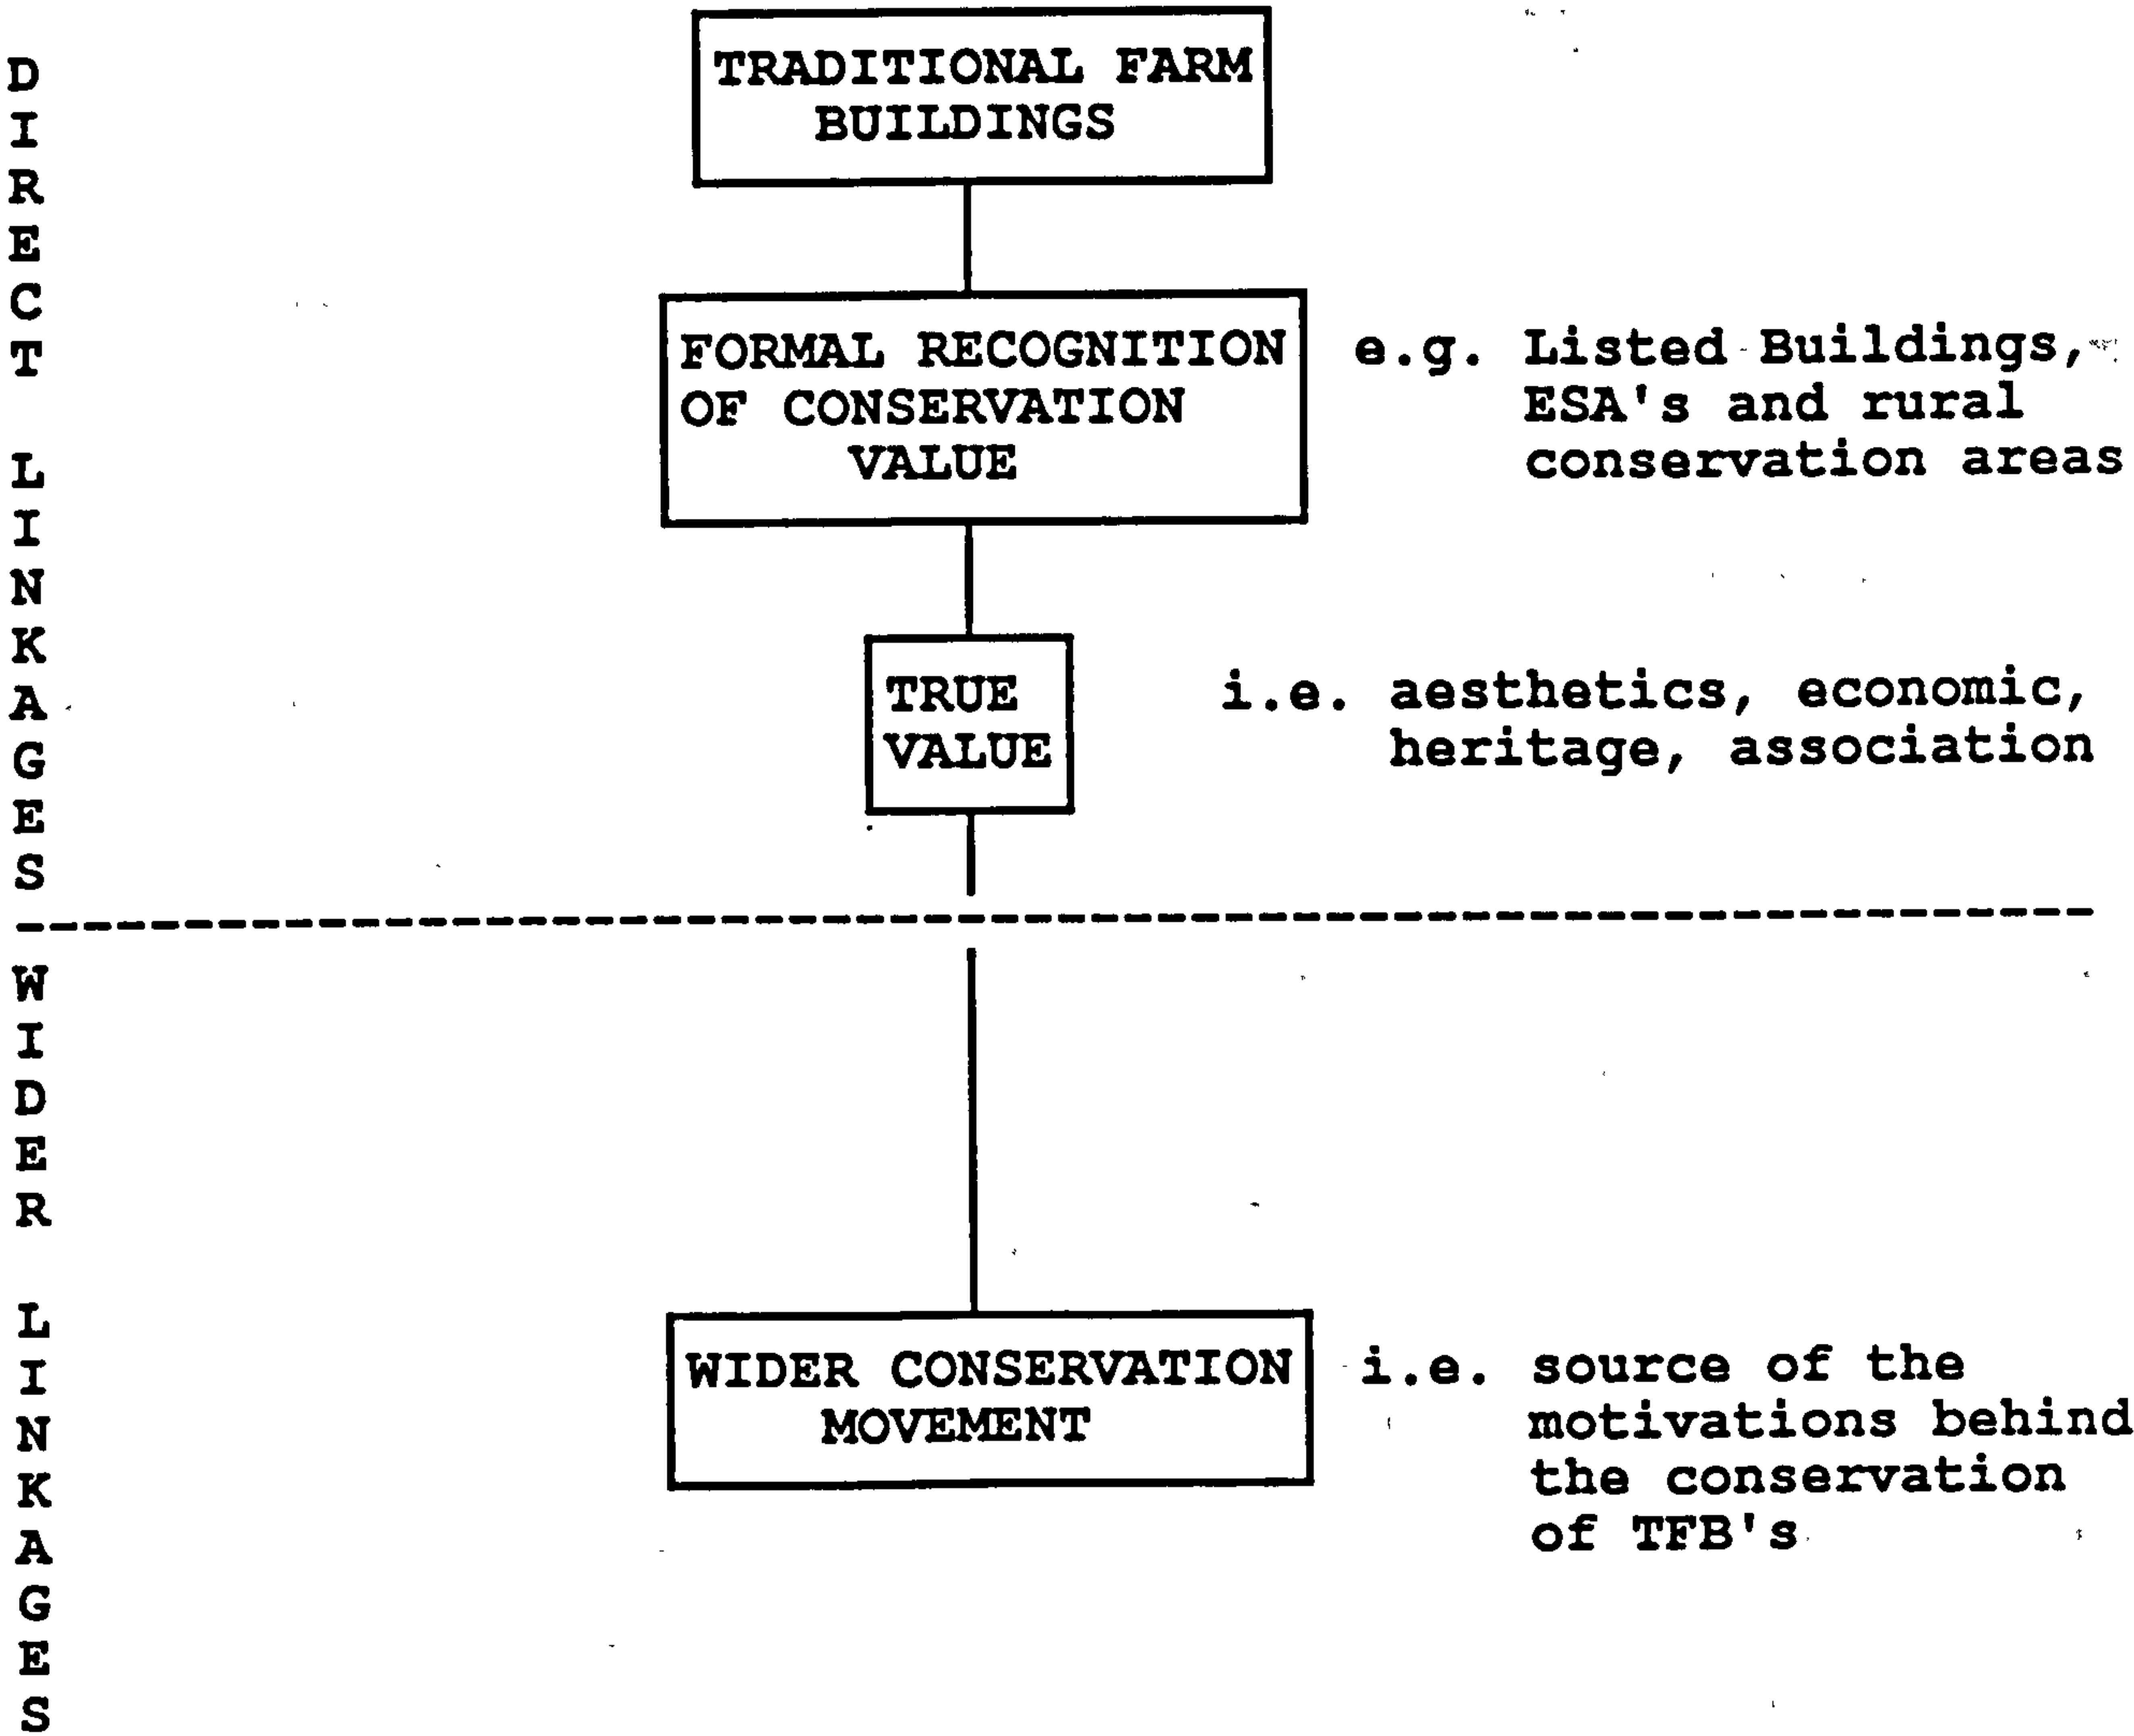 DIRECT LINKAGES
TRADITIONAL FARM
BUILDINGS
FORMAL RECOGNITION
OF CONSERVATION
VALUE
e.g. Listed Buildings,
ESA's and rural
conservation areas
TRUE
VALUE
i.e. aesthetics, economic,
heritage, association
WIDER LINKAGES
WIDER CONSERVATION
MOVEMENT
i.e. source of the
motivations behind
the conservation
of TFB's